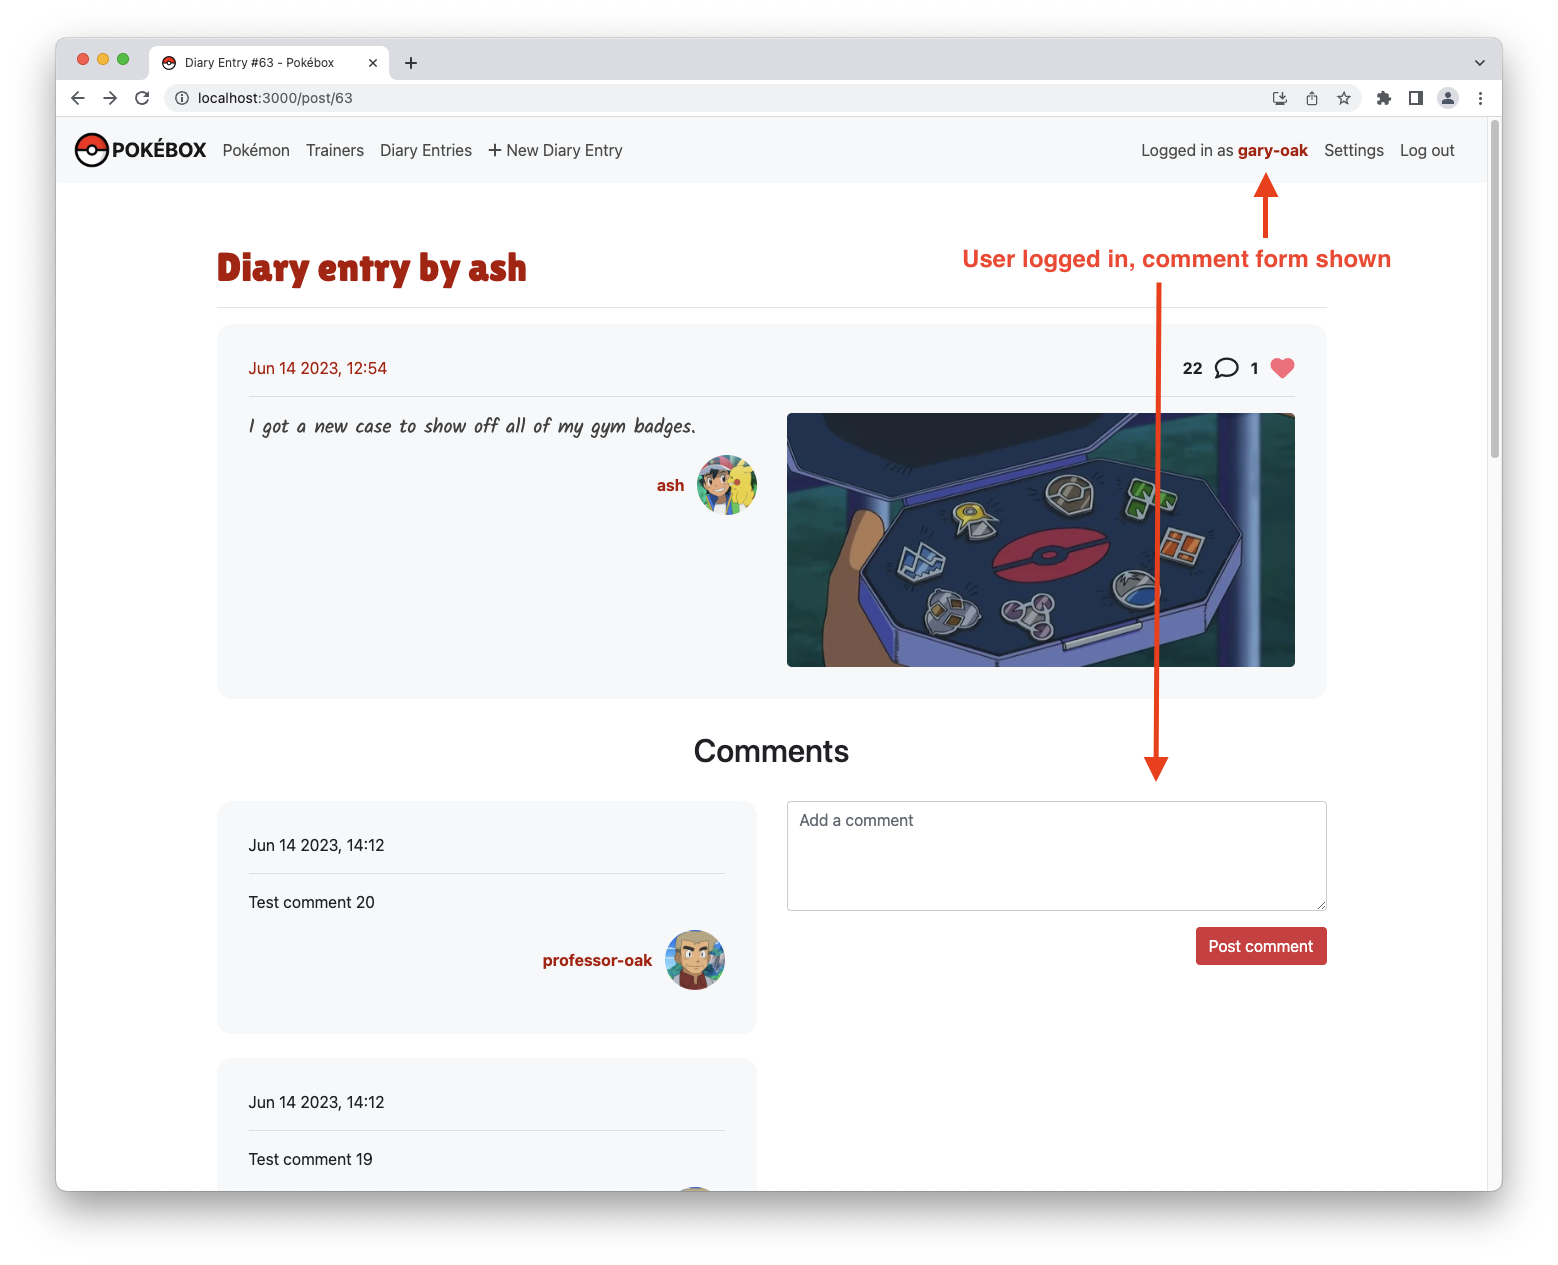 Diary Entry #63 - Pokébox
localhost:3000/post/63
POKÉBOX Pokémon Trainers Diary Entries + New Diary Entry Logged in as gary-oak Settings Log out
User logged in, comment form shown
Diary entry by ash
Jun 14 2023, 12:54 22 1
I got a new case to show off all of my gym badges.
ash
Comments
Jun 14 2023, 14:12
Test comment 20
professor-oak
Add a comment
Post comment
Jun 14 2023, 14:12
Test comment 19